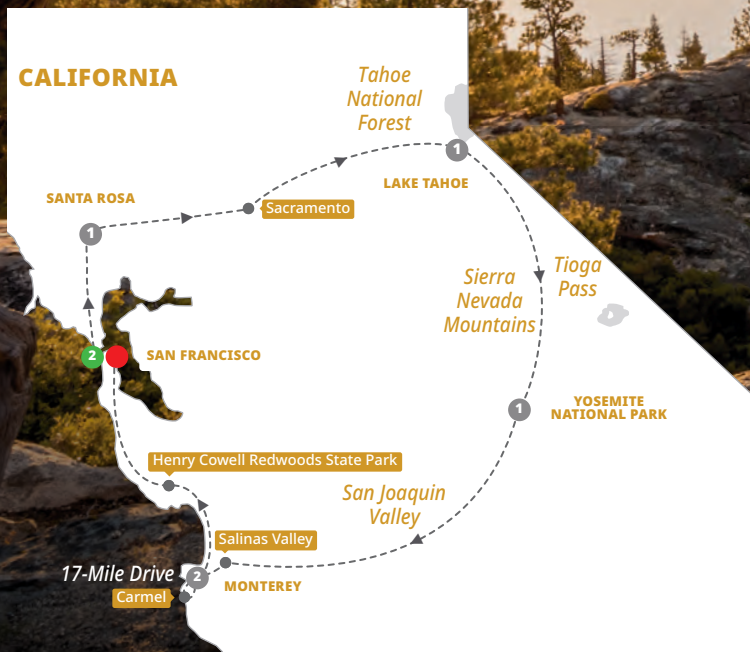 CALIFORNIA
Tahoe
National
Forest
1
LAKE TAHOE
SANTA ROSA
1
Sacramento
Sierra
Nevada
Mountains
Tioga
Pass
2
SAN FRANCISCO
1
YOSEMITE
NATIONAL PARK
Henry Cowell Redwoods State Park
San Joaquin
Valley
Salinas Valley
17-Mile Drive
2
MONTEREY
Carmel